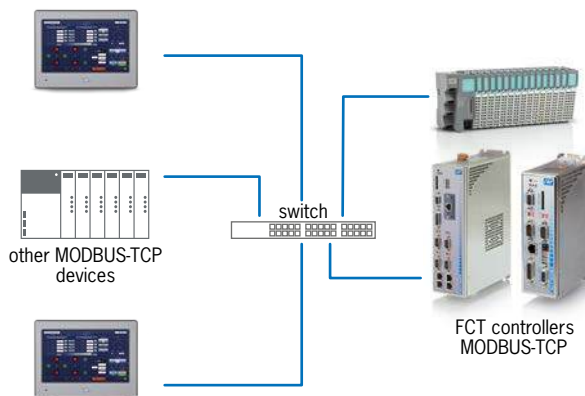 switch
other MODBUS-TCP
devices
FCT controllers
MODBUS-TCP